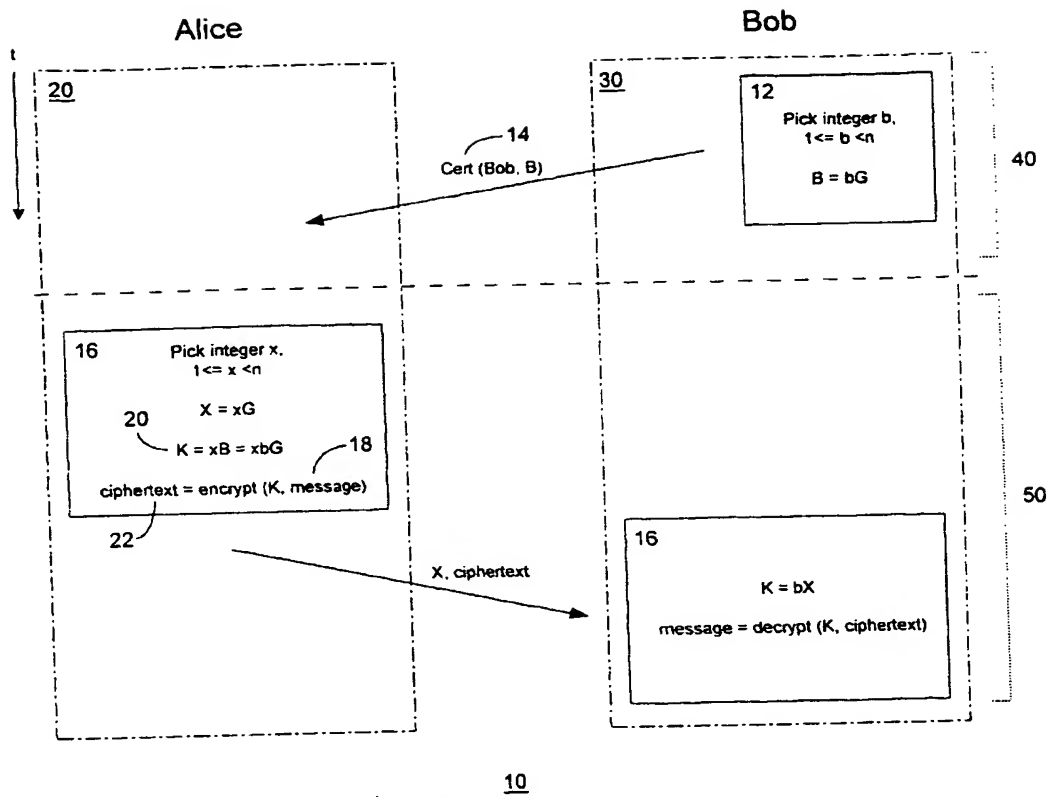 Alice
Bob
t
20
30
12
Pick integer b,
1<= b <n
B = bG
14
Cert (Bob, B)
40
16
Pick integer x,
1<= x <n
X = xG
20
K = xB = xbG
18
ciphertext = encrypt (K, message)
22
50
X, ciphertext
16
K = bX
message = decrypt (K, ciphertext)
10